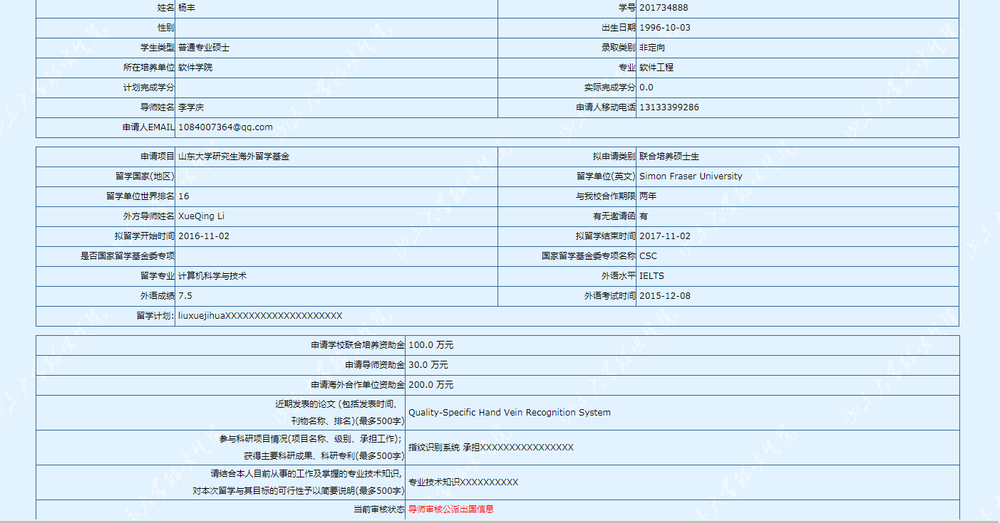 姓名 杨丰 学号 201734888
性别 出生日期 1996-10-03
学生类型 普通专业硕士 录取类别 非定向
所在培养单位 软件学院 专业 软件工程
计划完成学分 实际完成学分 0.0
导师姓名 李学庆 申请人移动电话 13133399286
申请人EMAIL 1084007364@qq.com
申请项目 山东大学研究生海外留学基金 拟申请类别 联合培养硕士生
留学国家(地区) 留学单位(英文) Simon Fraser University
留学单位世界排名 16 与我校合作期限 两年
外方导师姓名 XueQing Li 有无邀请函 有
拟留学开始时间 2016-11-02 拟留学结束时间 2017-11-02
是否国家留学基金委专项 国家留学基金委专项名称 CSC
留学专业 计算机科学与技术 外语水平 IELTS
外语成绩 7.5 外语考试时间 2015-12-08
留学计划: liuxuejihuaXXXXXXXXXXXXXXXXXXXX
申请学校联合培养资助金 100.0 万元
申请导师资助金 30.0 万元
申请海外合作单位资助金 200.0 万元
近期发表的论文 (包括发表时间、
刊物名称、排名)(最多500字) Quality-Specific Hand Vein Recognition System
参与科研项目情况(项目名称、级别、承担工作);
获得主要科研成果、科研专利(最多500字) 指纹识别系统 承担XXXXXXXXXXXXXXXX
请结合本人目前从事的工作及掌握的专业技术知识,
对本次留学与其目标的可行性予以简要说明(最多500字) 专业技术知识XXXXXXXXXX
当前审核状态 导师审核公派出国信息